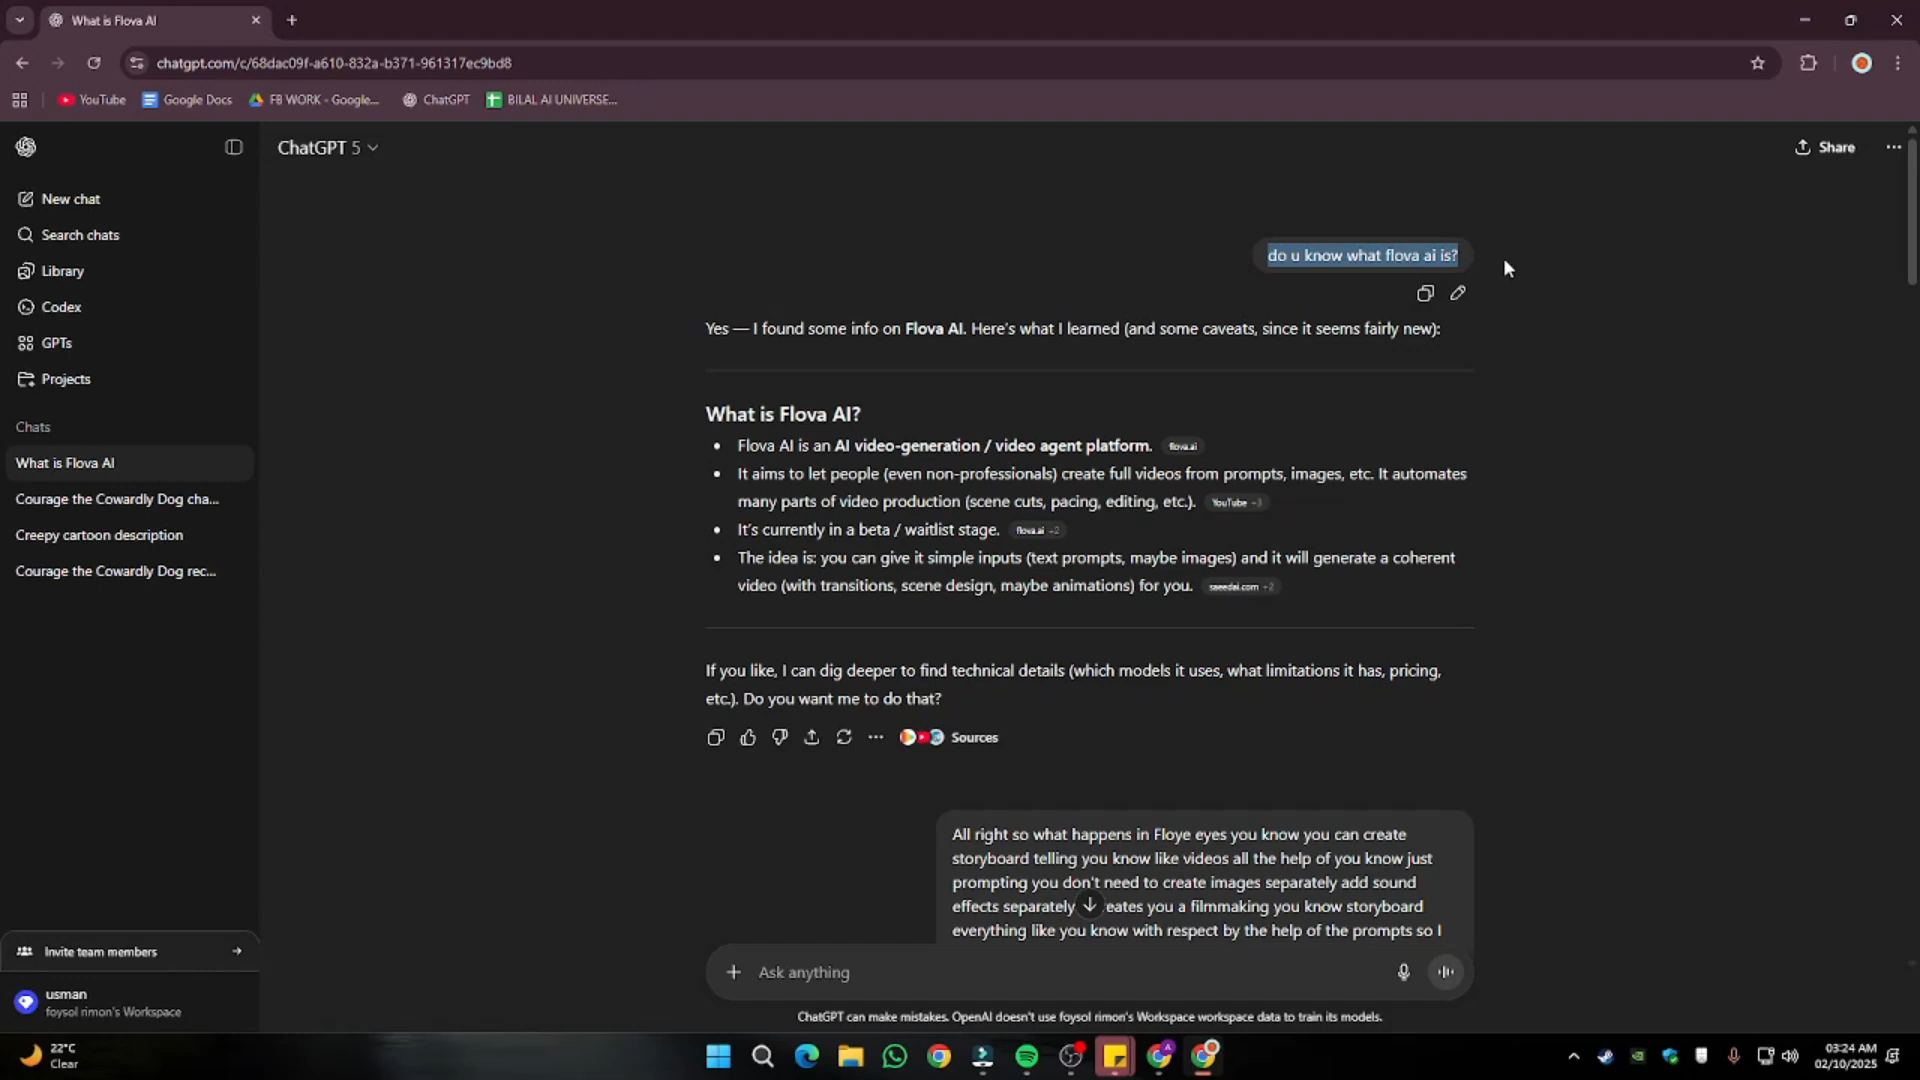 What is Flova AI
chatgpt.com/c/68dac09f-a610-832a-b371-961317ec9bd8
YouTube
Google Docs
FB WORK - Google...
ChatGPT
BILAL AI UNIVERSE...
ChatGPT 5
Share
New chat
Search chats
Library
Codex
GPTs
Projects
Chats
What is Flova AI
Courage the Cowardly Dog cha...
Creepy cartoon description
Courage the Cowardly Dog rec...
Invite team members
usman
foysol rimon's Workspace
do u know what flova ai is?
Yes — I found some info on Flova AI. Here's what I learned (and some caveats, since it seems fairly new):
What is Flova AI?
• Flova AI is an AI video-generation / video agent platform. flova.ai
• It aims to let people (even non-professionals) create full videos from prompts, images, etc. It automates
many parts of video production (scene cuts, pacing, editing, etc.). YouTube +3
• It's currently in a beta / waitlist stage. flova.ai +2
• The idea is: you can give it simple inputs (text prompts, maybe images) and it will generate a coherent
video (with transitions, scene design, maybe animations) for you. saeedai.com +2
If you like, I can dig deeper to find technical details (which models it uses, what limitations it has, pricing,
etc.). Do you want me to do that?
Sources
All right so what happens in Floye eyes you know you can create
storyboard telling you know like videos all the help of you know just
prompting you don't need to create images separately add sound
effects separately eates you a filmmaking you know storyboard
everything like you know with respect by the help of the prompts so I
Ask anything
ChatGPT can make mistakes. OpenAI doesn't use foysol rimon's Workspace workspace data to train its models.
22°C
Clear
03:24 AM
02/10/2025